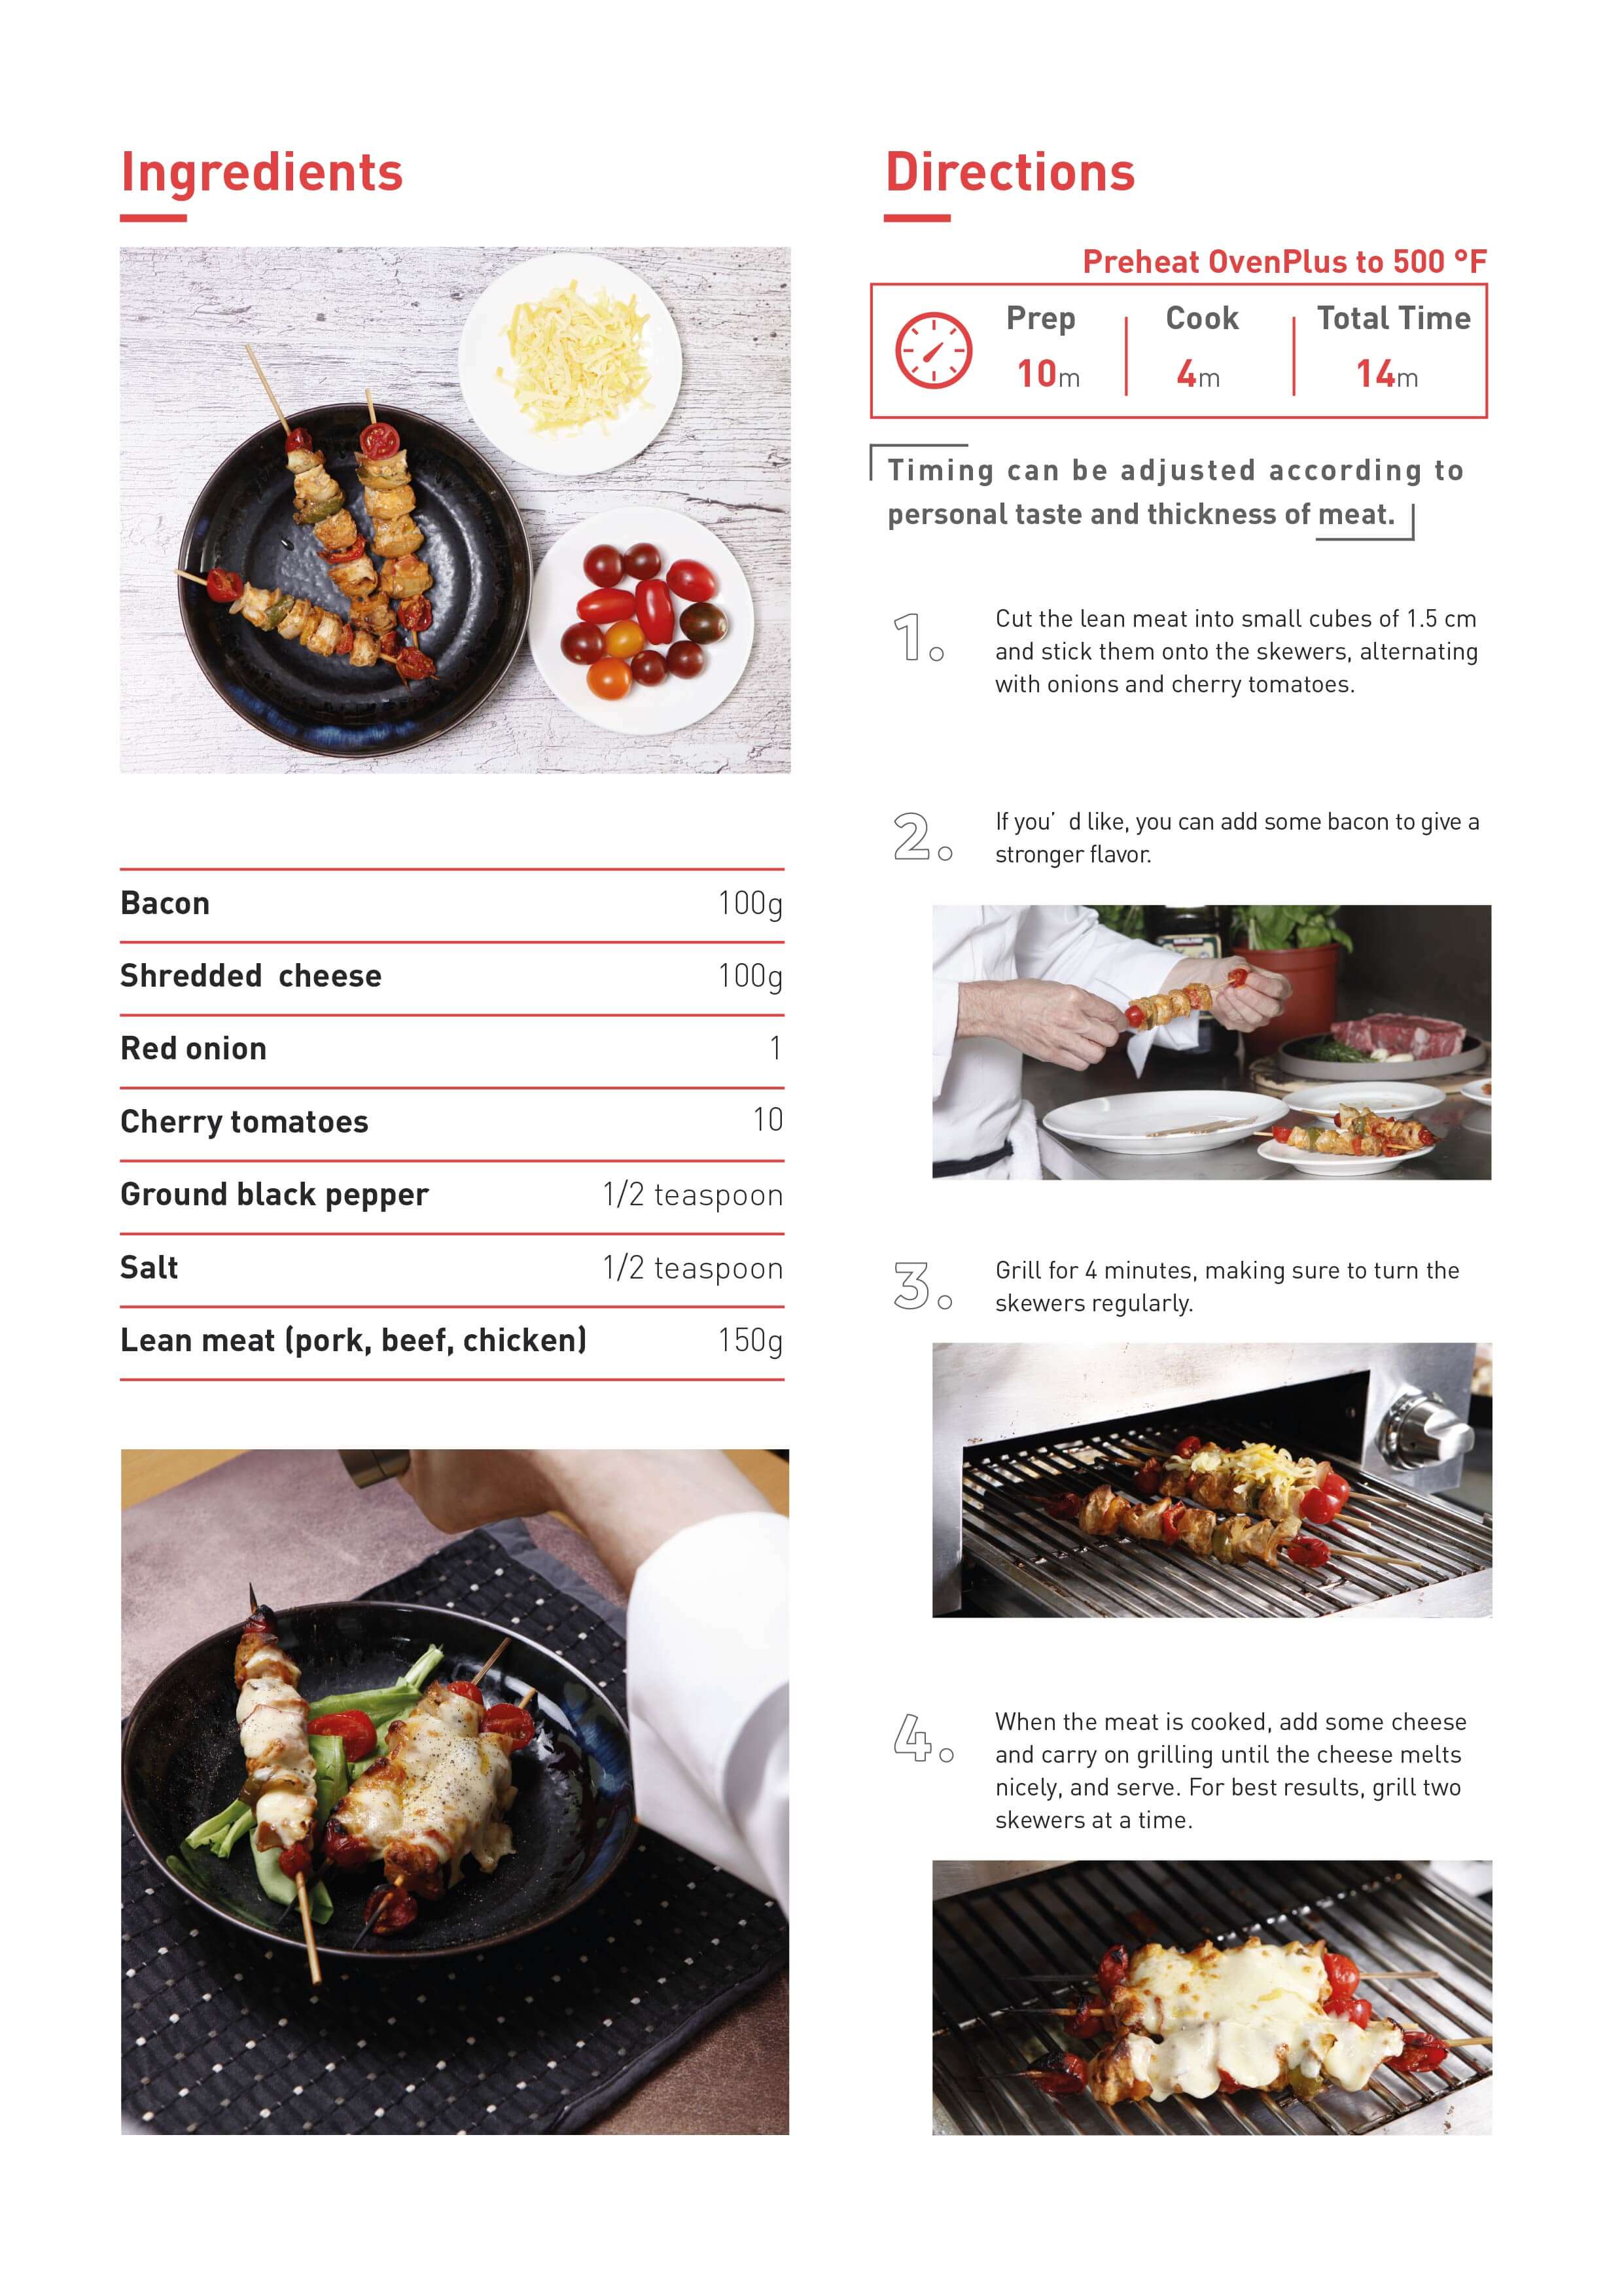 Ingredients
Bacon 100g
Shredded cheese 100g
Red onion 1
Cherry tomatoes 10
Ground black pepper 1/2 teaspoon
Salt 1/2 teaspoon
Lean meat (pork, beef, chicken) 150g
Directions
Preheat OvenPlus to 500 °F
Prep Cook Total Time
10m 4m 14m
Timing can be adjusted according to
personal taste and thickness of meat.
1. Cut the lean meat into small cubes of 1.5 cm
and stick them onto the skewers, alternating
with onions and cherry tomatoes.
2. If you’ d like, you can add some bacon to give a
stronger flavor.
3. Grill for 4 minutes, making sure to turn the
skewers regularly.
4. When the meat is cooked, add some cheese
and carry on grilling until the cheese melts
nicely, and serve. For best results, grill two
skewers at a time.